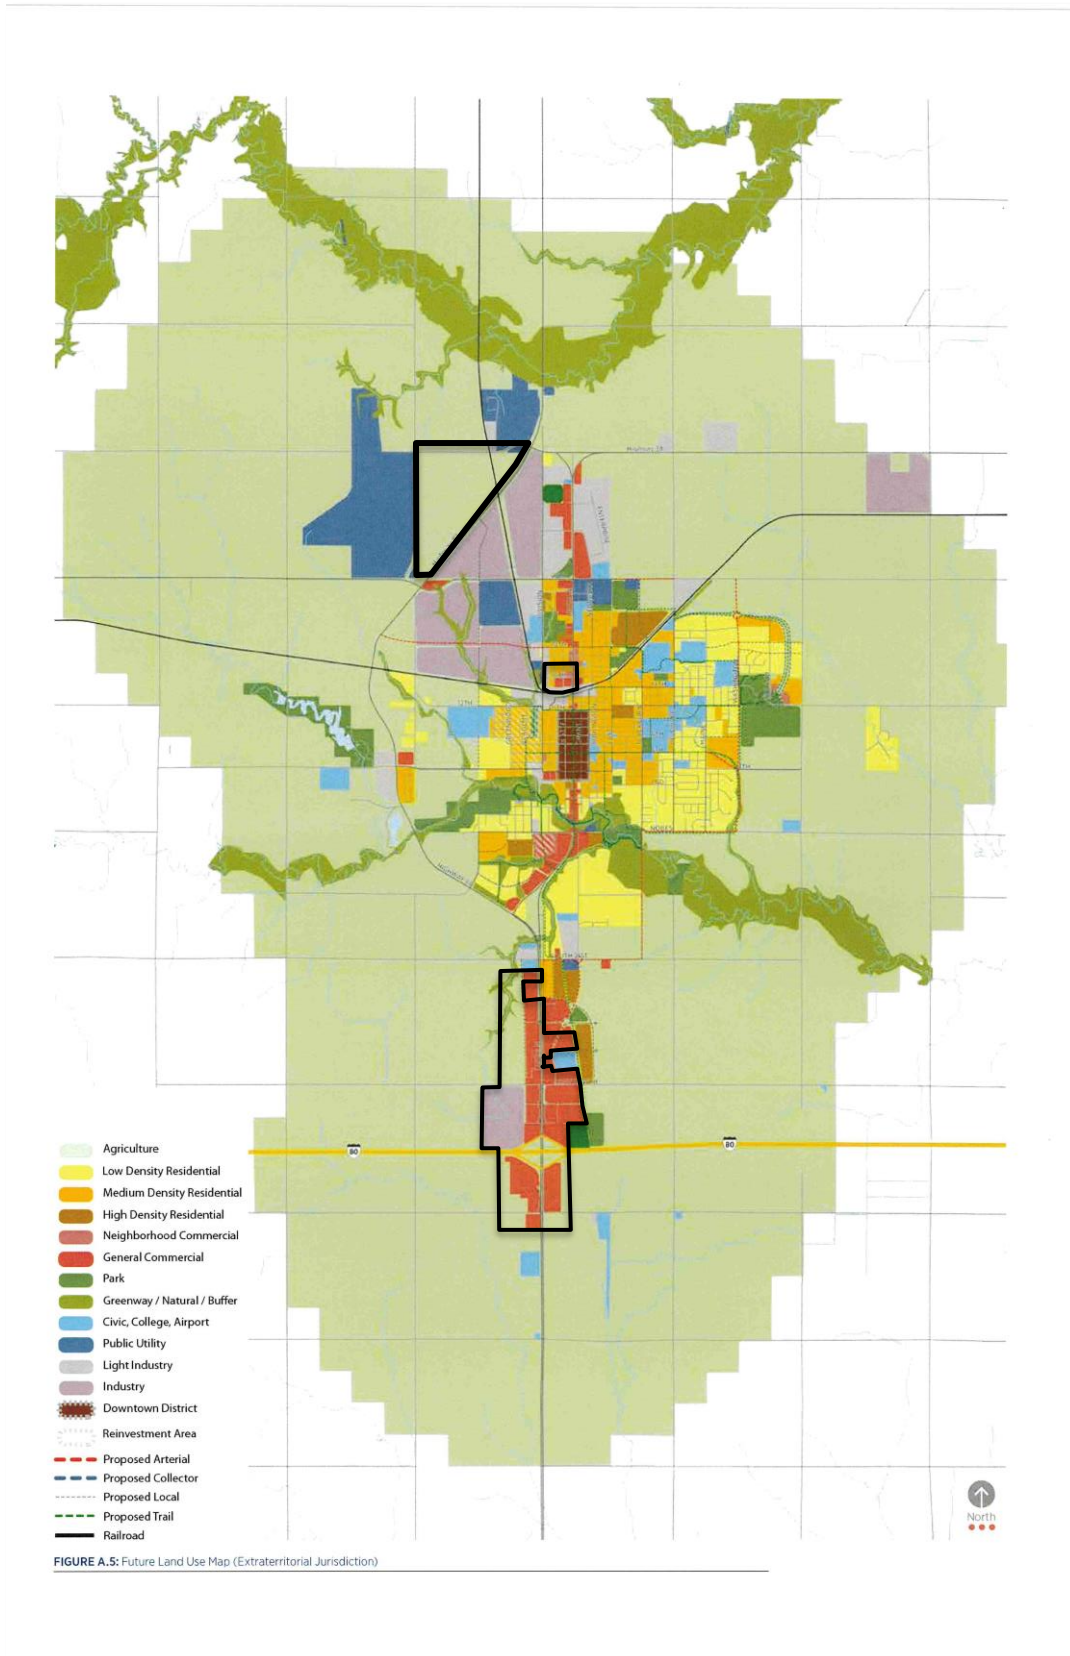 80
80
Agriculture
Low Density Residential
Medium Density Residential
High Density Residential
Neighborhood Commercial
General Commercial
Park
Greenway / Natural / Buffer
Civic, College, Airport
Public Utility
Light Industry
Industry
Downtown District
Reinvestment Area
Proposed Arterial
Proposed Collector
Proposed Local
Proposed Trail
Railroad
North
FIGURE A.5: Future Land Use Map (Extraterritorial Jurisdiction)